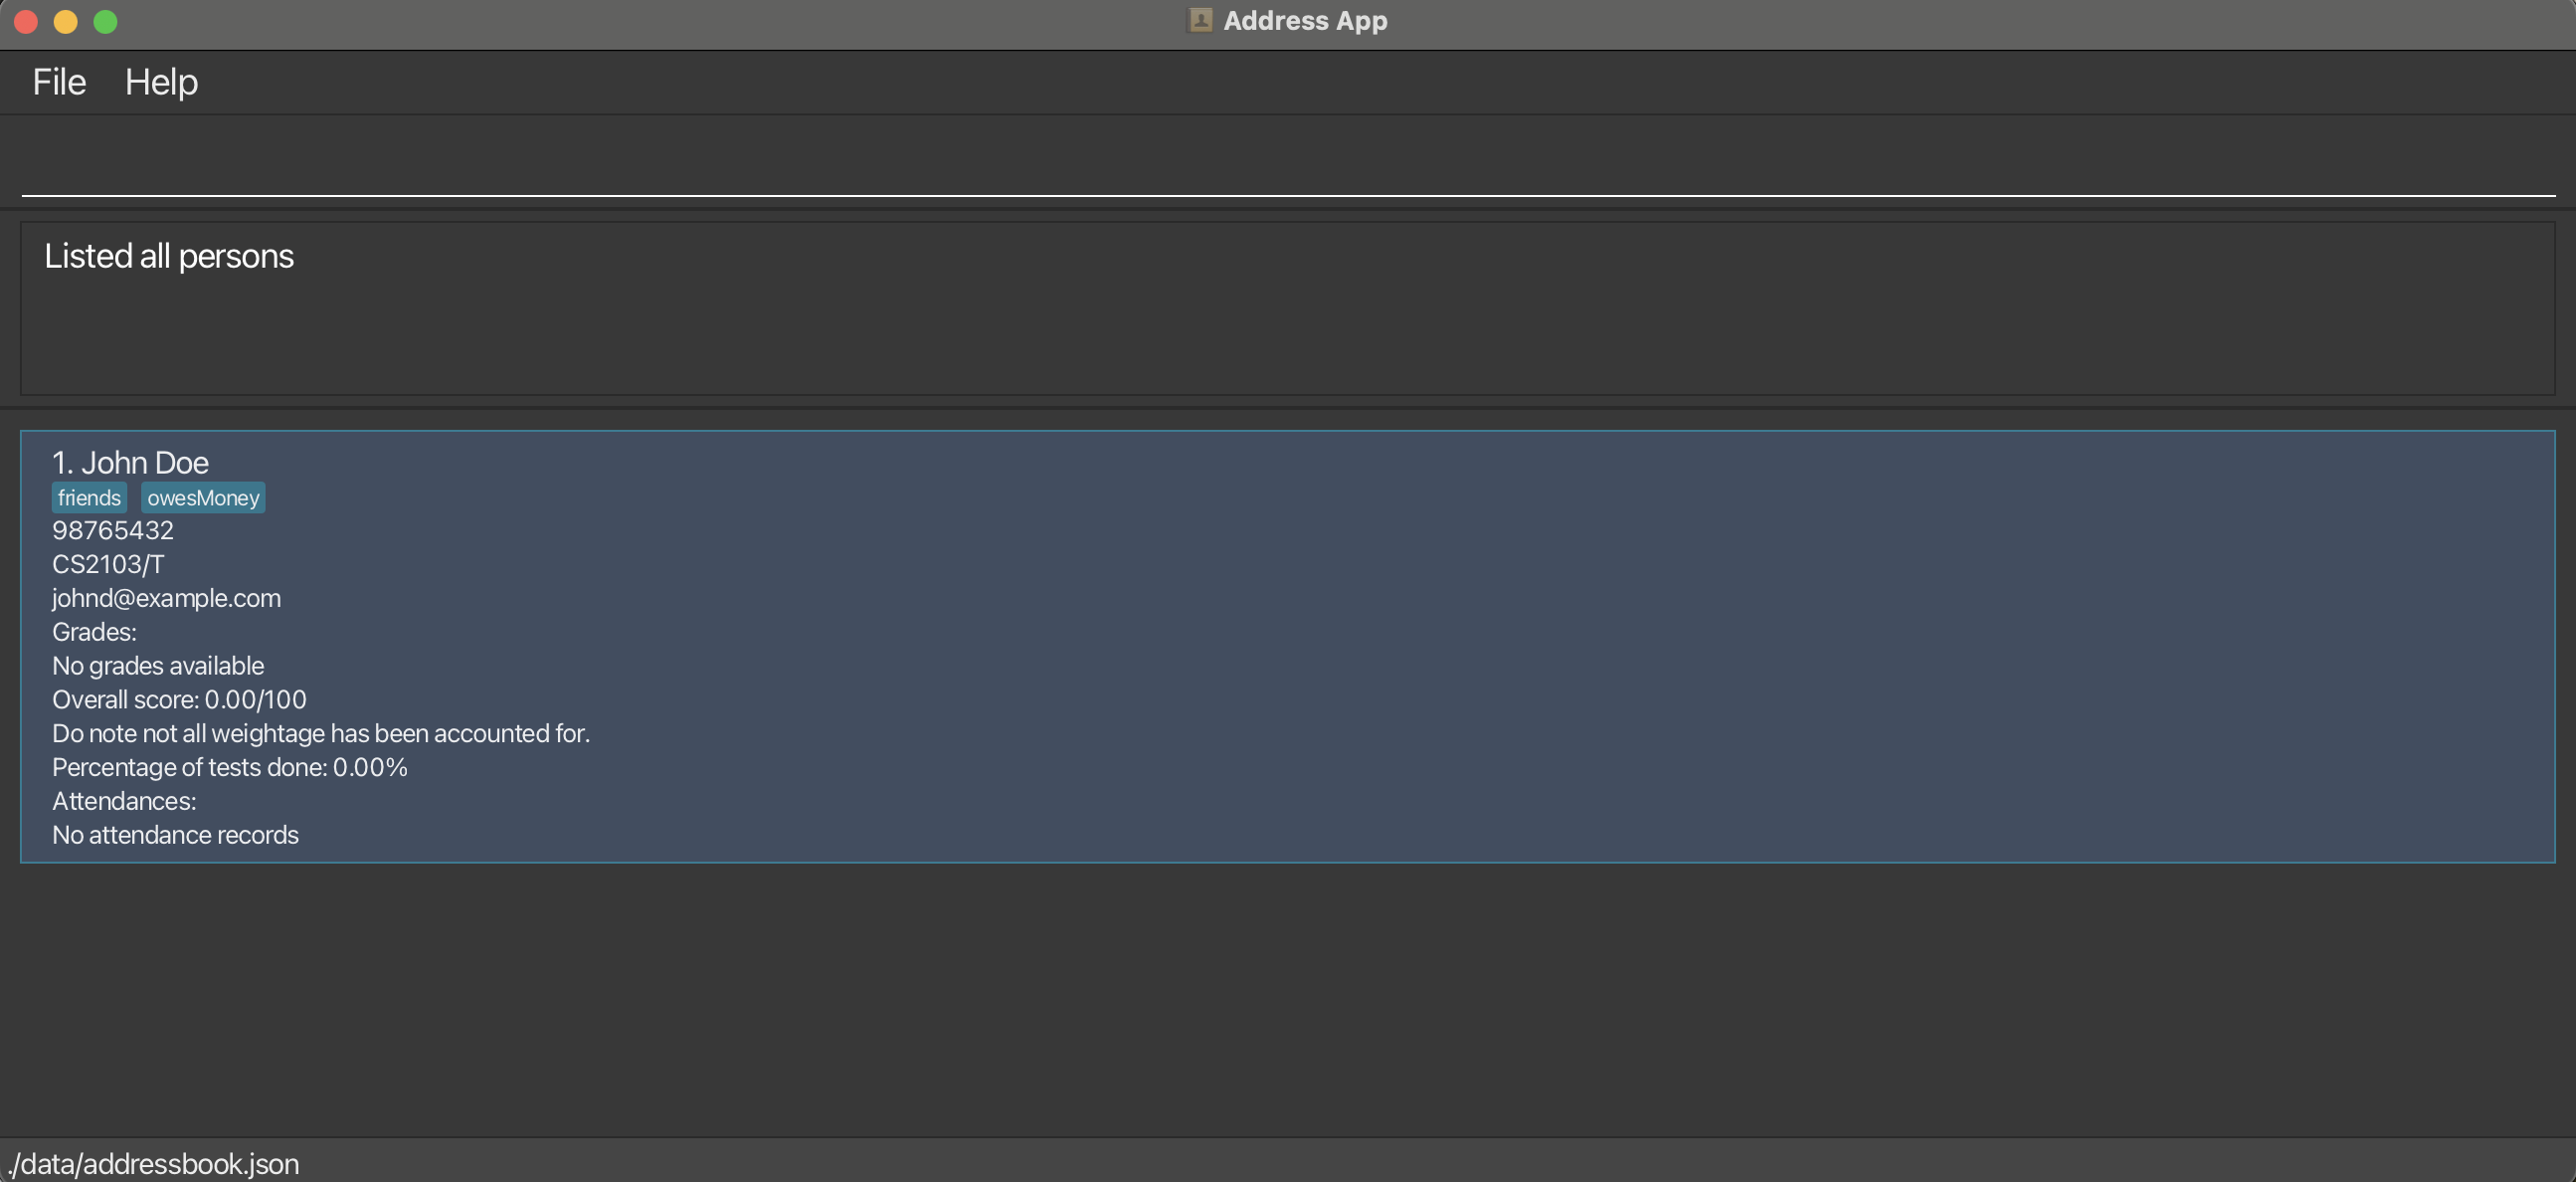 Address App
File Help
Listed all persons
1. John Doe
friends owesMoney
98765432
CS2103/T
johnd@example.com
Grades:
No grades available
Overall score: 0.00/100
Do note not all weightage has been accounted for.
Percentage of tests done: 0.00%
Attendances:
No attendance records
./data/addressbook.json